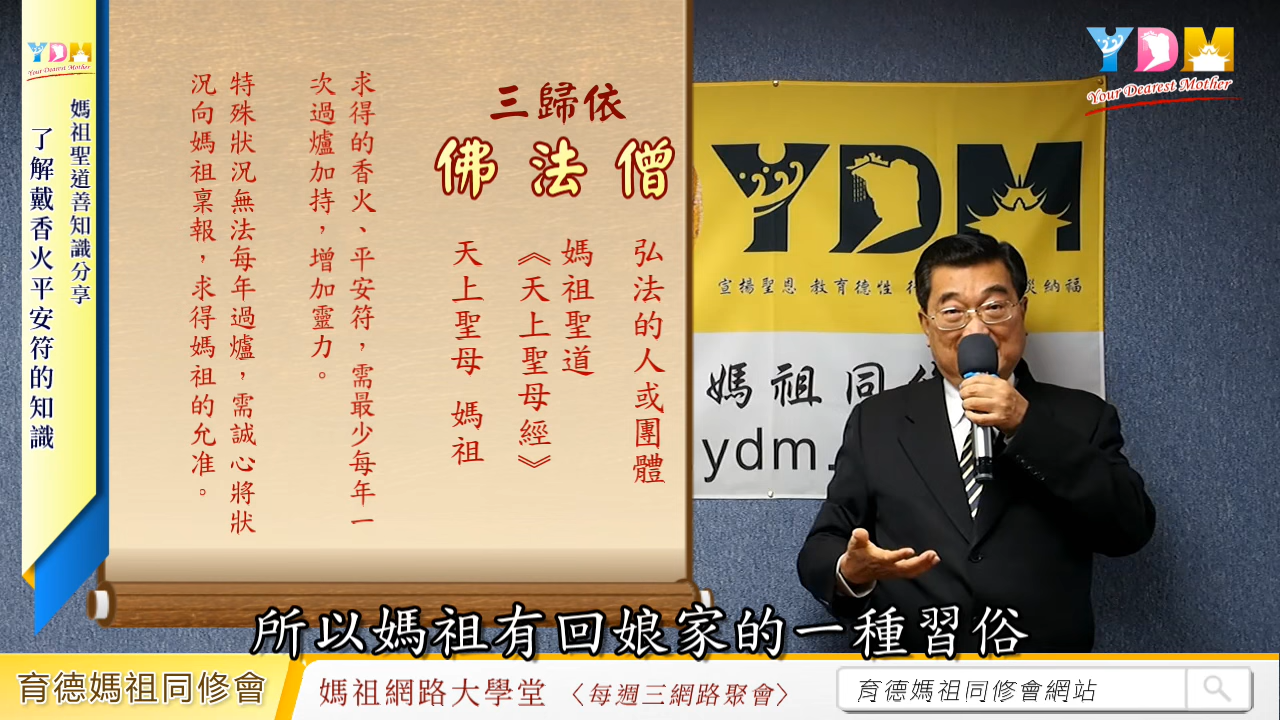 YDM
Your Dearest Mother
媽祖聖道善知識分享
了解戴香火平安符的知識
三歸依
佛 法 僧
弘法的人或團體
媽祖聖道
《天上聖母經》
天上聖母 媽祖
求得的香火、平安符，需最少每年一
次過爐加持，增加靈力。
特殊狀況無法每年過爐，需誠心將狀
況向媽祖稟報，求得媽祖的允准。
YDM
Your Dearest Mother
YDM
宣揚聖恩 教育德性 納福
媽祖同
ydm.
所以媽祖有回娘家的一種習俗
育德媽祖同修會
媽祖網路大學堂 〈每週三網路聚會〉
育德媽祖同修會網站